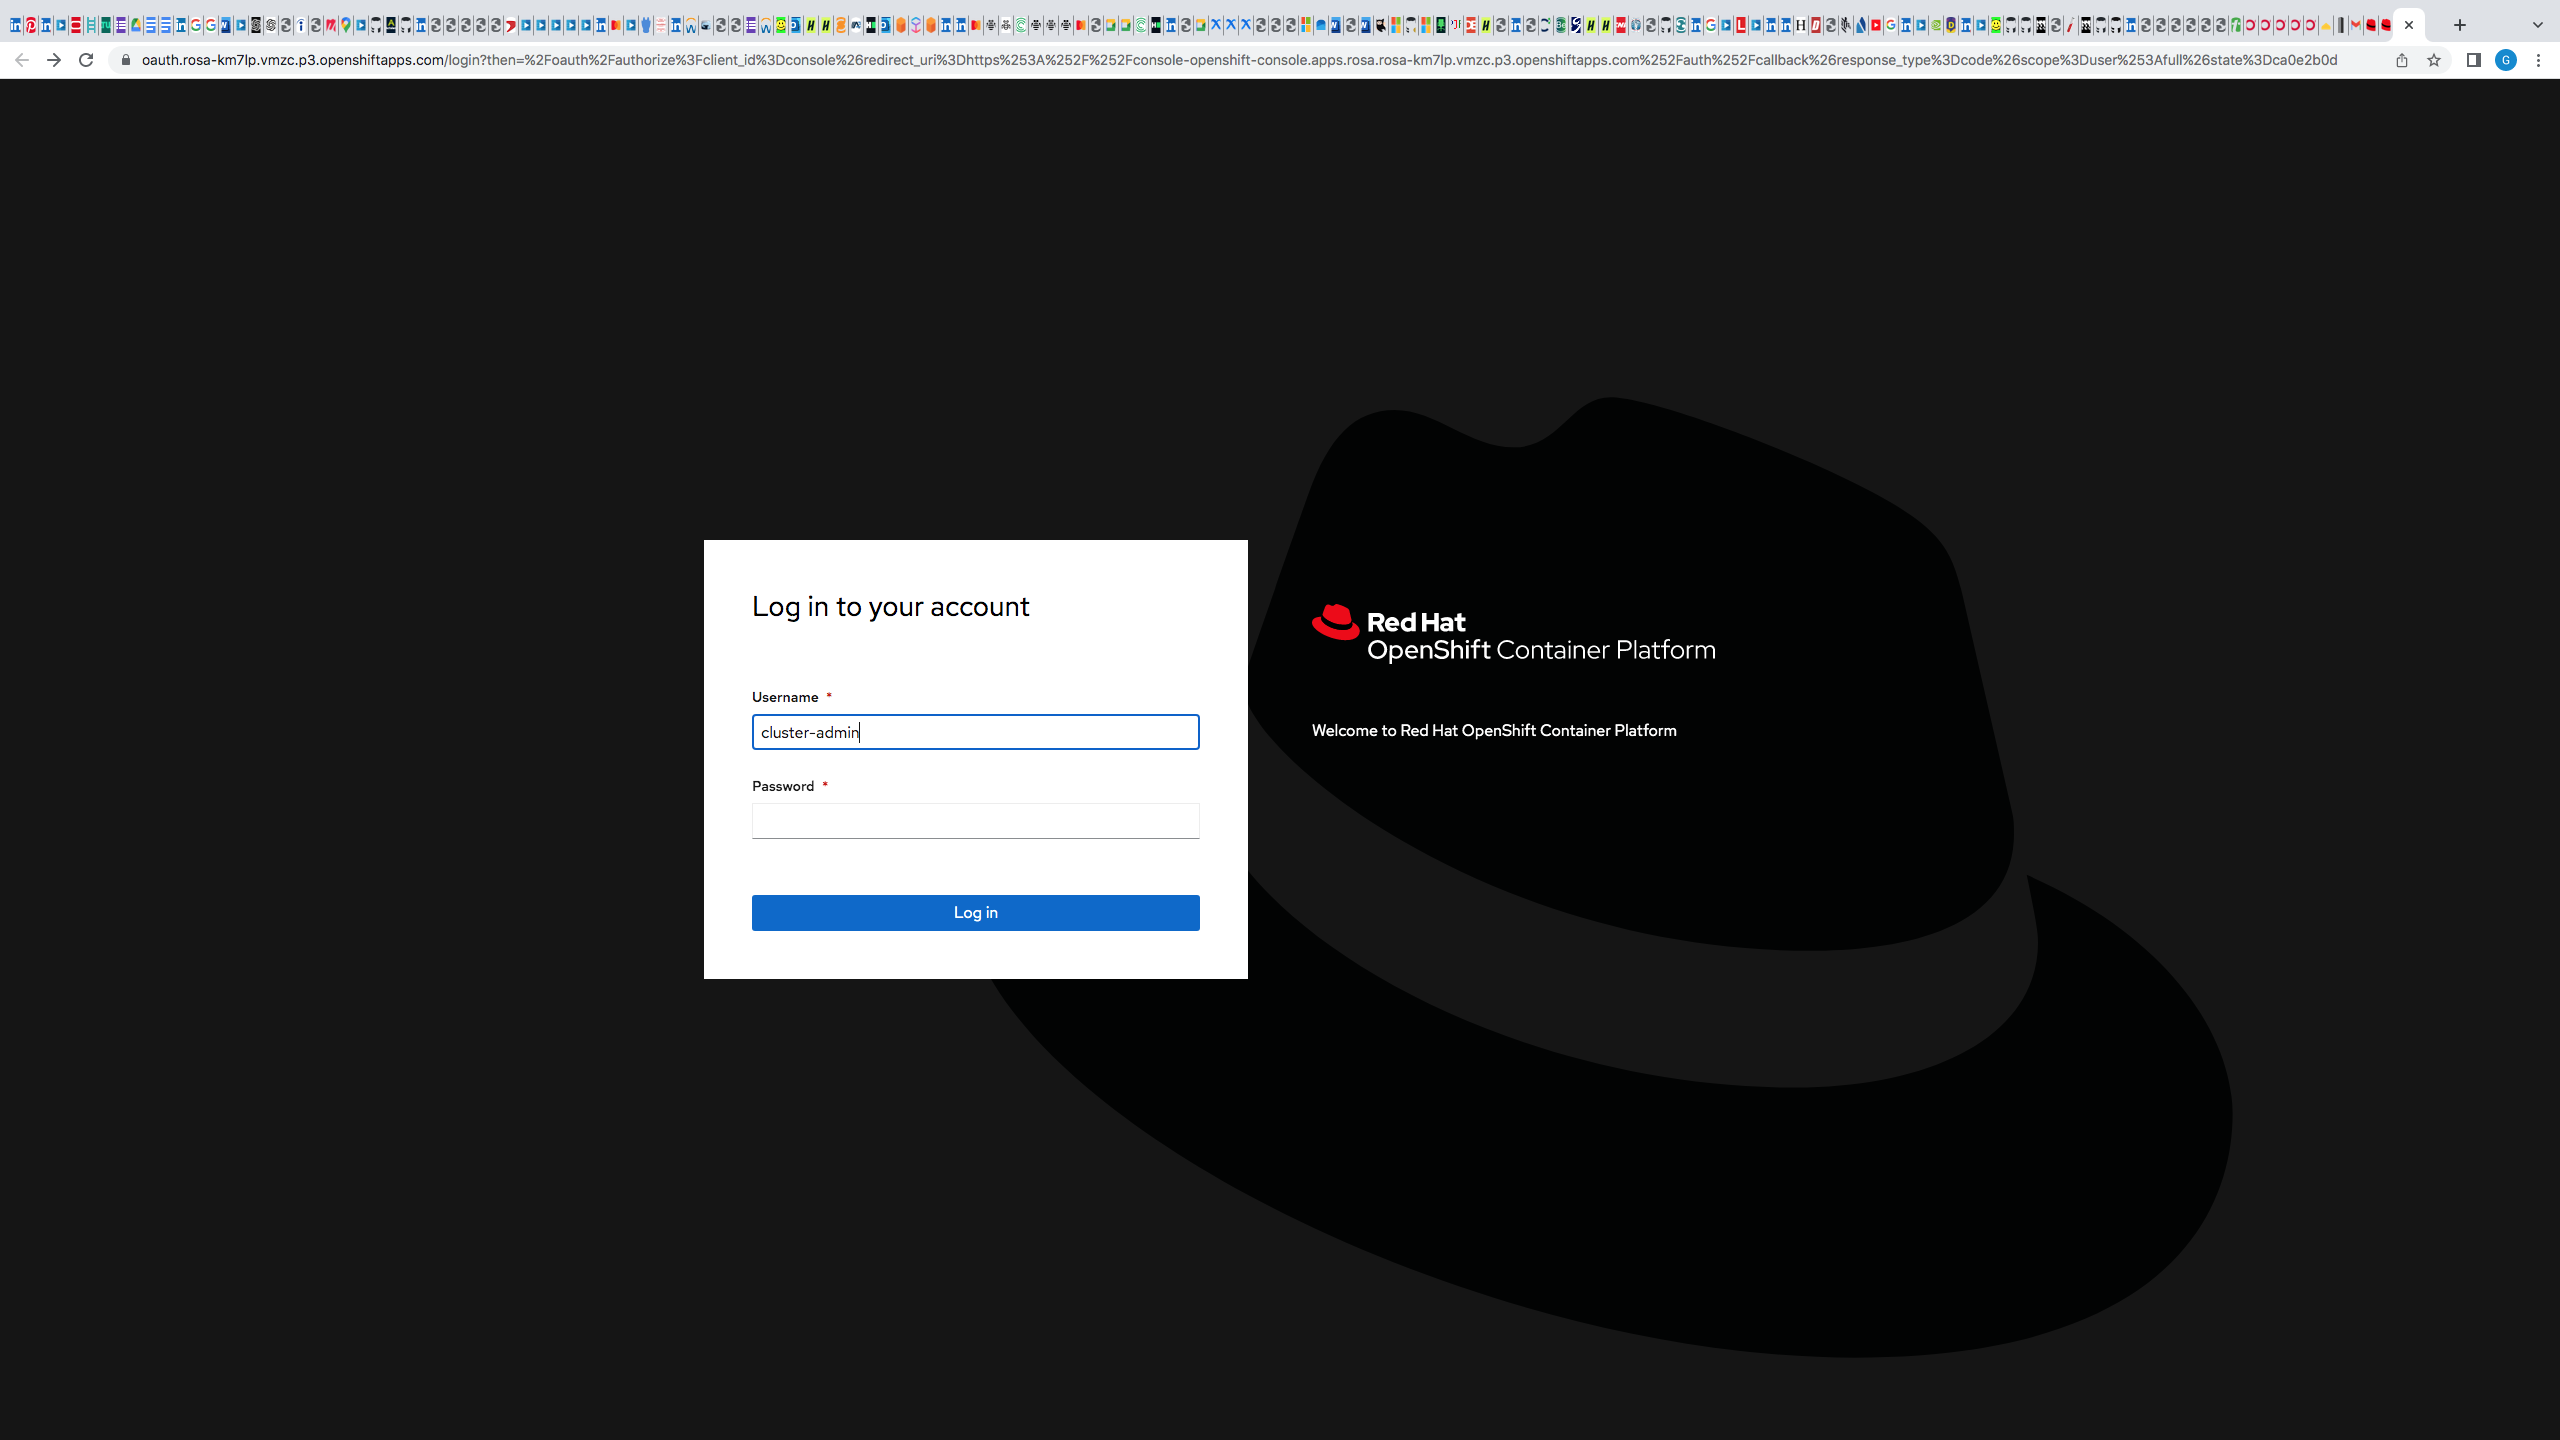 oauth.rosa-km7lp.vmzc.p3.openshiftapps.com/login?then=%2Foauth%2Fauthorize%3Fclient_id%3Dconsole%26redirect_uri%3Dhttps%253A%252F%252Fconsole-openshift-console.apps.rosa.rosa-km7lp.vmzc.p3.openshiftapps.com%252Fauth%252Fcallback%26response_type%3Dcode%26scope%3Duser%253Afull%26state%3Dca0e2b0d
G
Log in to your account
Username *
cluster-admin
Password *
Log in
Red Hat
OpenShift Container Platform
Welcome to Red Hat OpenShift Container Platform